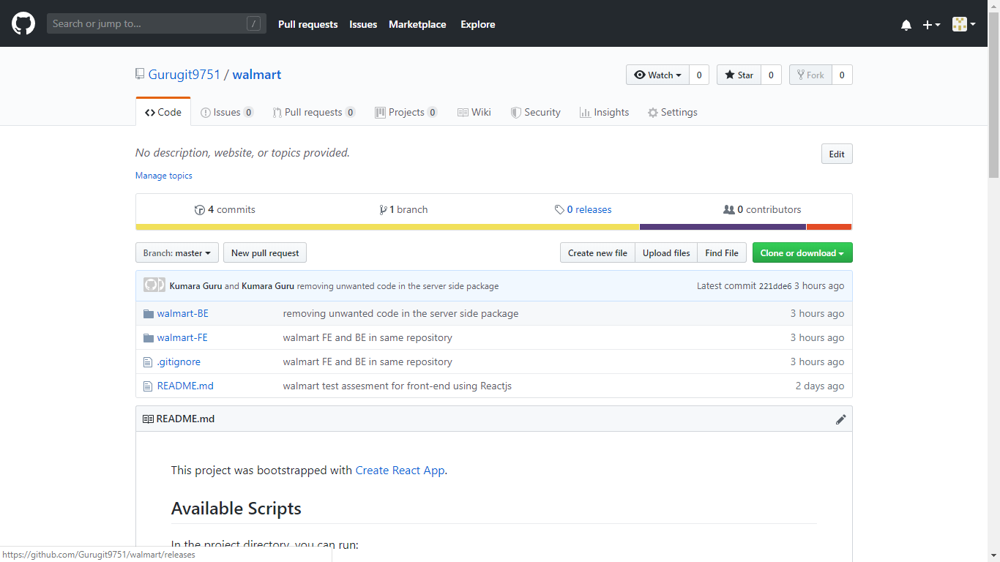 Search or jump to... /
Pull requests Issues Marketplace Explore
Gurugit9751 / walmart
Watch 0 Star 0 Fork 0
Code Issues 0 Pull requests 0 Projects 0 Wiki Security Insights Settings
No description, website, or topics provided.
Edit
Manage topics
4 commits 1 branch 0 releases 0 contributors
Branch: master New pull request Create new file Upload files Find File Clone or download
Kumara Guru and Kumara Guru removing unwanted code in the server side package Latest commit 221dde6 3 hours ago
walmart-BE removing unwanted code in the server side package 3 hours ago
walmart-FE walmart FE and BE in same repository 3 hours ago
.gitignore walmart FE and BE in same repository 3 hours ago
README.md walmart test assesment for front-end using Reactjs 2 days ago
README.md
This project was bootstrapped with Create React App.
Available Scripts
In the project directory, you can run:
https://github.com/Gurugit9751/walmart/releases